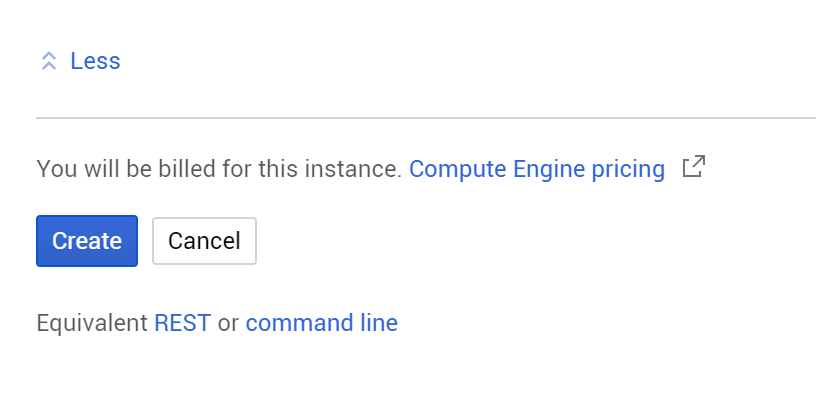 Less
You will be billed for this instance. Compute Engine pricing
Create Cancel
Equivalent REST or command line